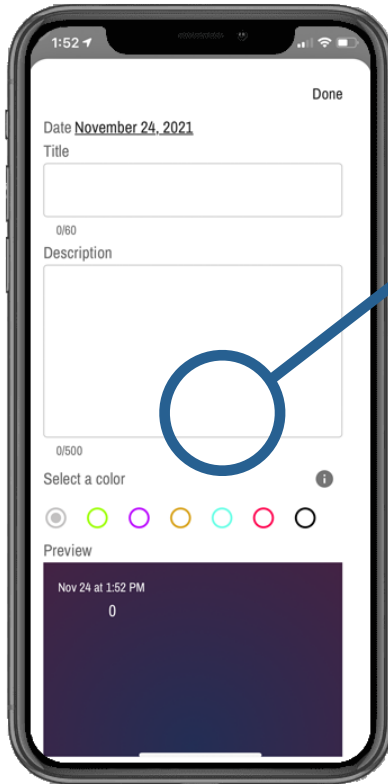 1:52
Done
Date November 24, 2021
Title
0/60
Description
0/500
Select a color
i
Preview
Nov 24 at 1:52 PM
0